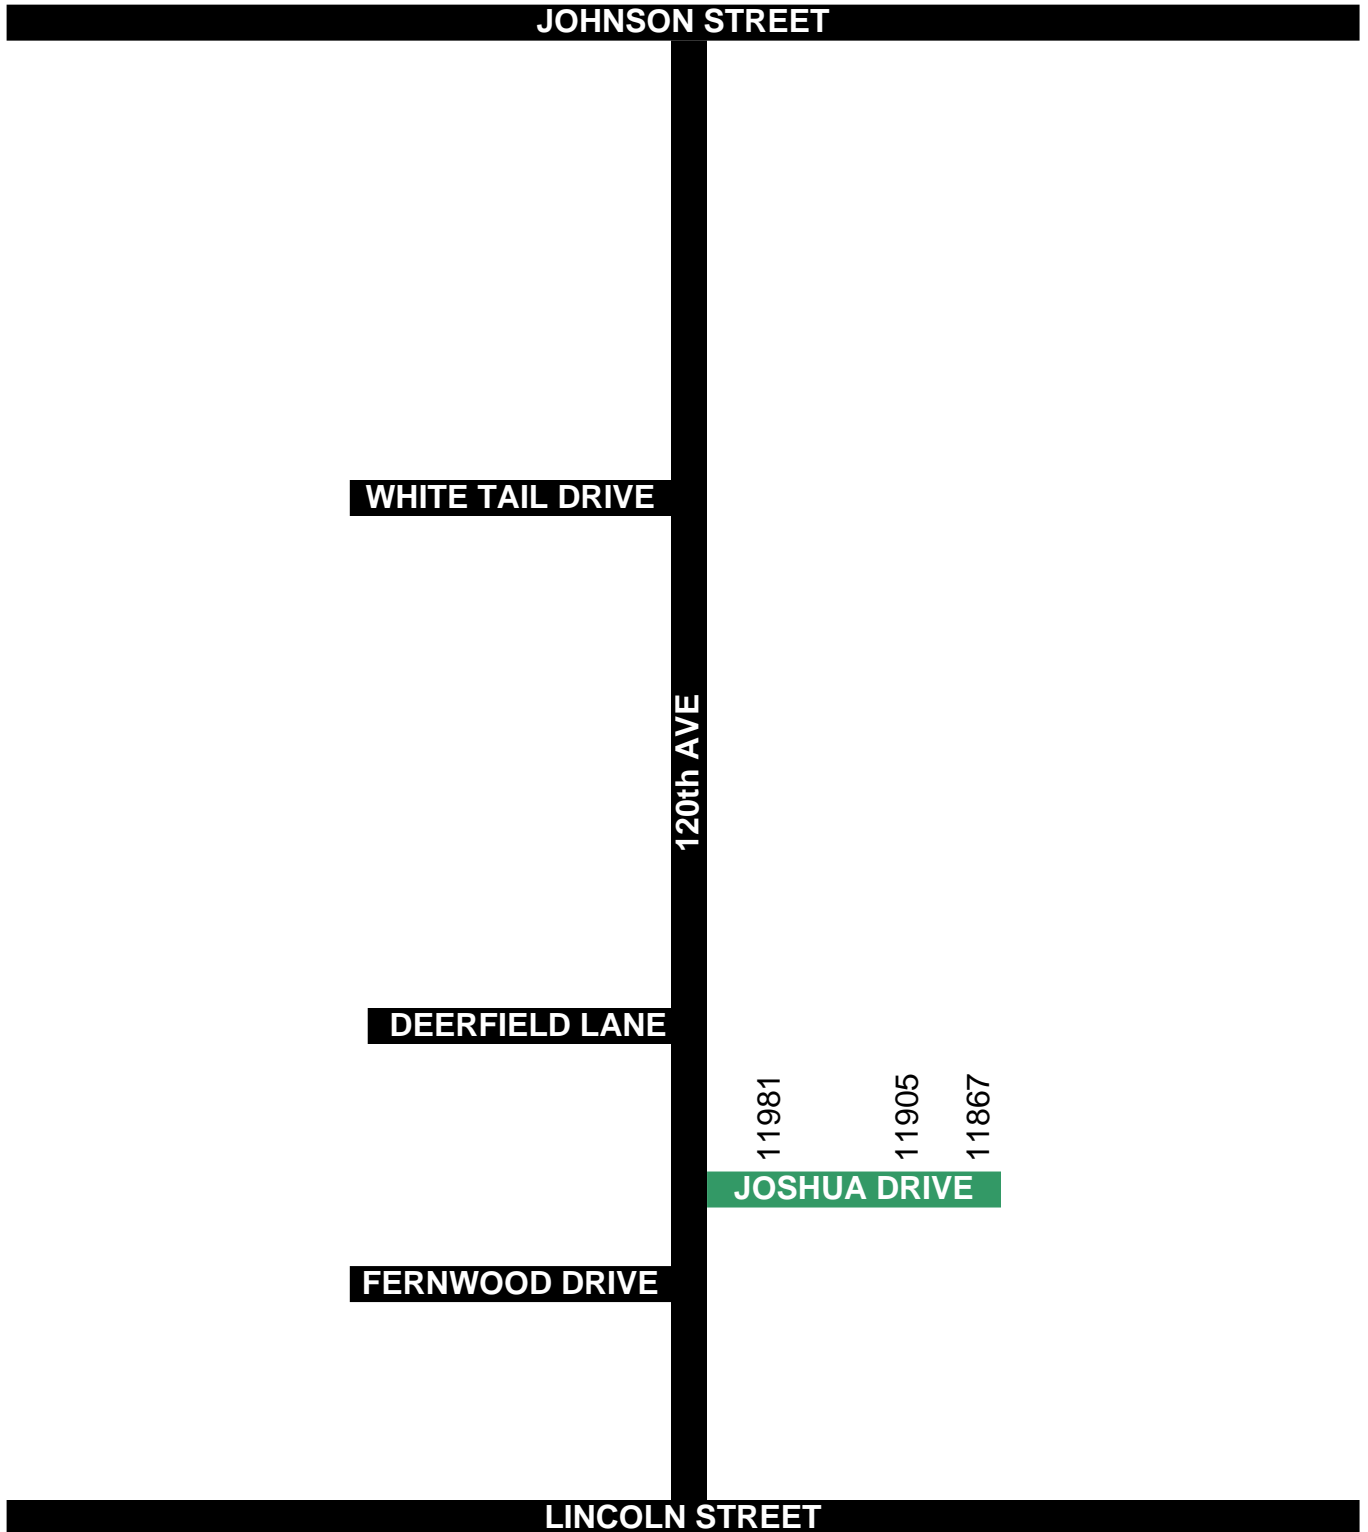 JOHNSON STREET
WHITE TAIL DRIVE
120th AVE
DEERFIELD LANE
11981
11905
11867
JOSHUA DRIVE
FERNWOOD DRIVE
LINCOLN STREET